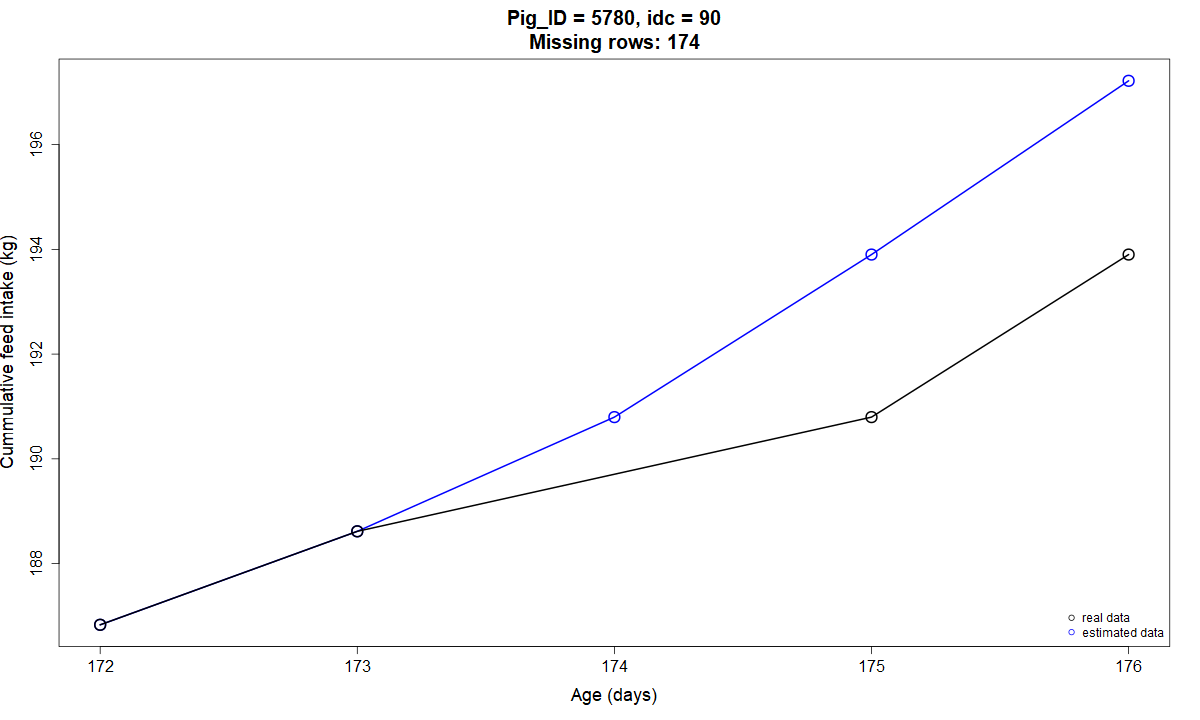 Pig_ID = 5780, idc = 90
Missing rows: 174
Cummulative feed intake (kg)
196
194
192
190
188
real data
estimated data
172 173 174 175 176
Age (days)